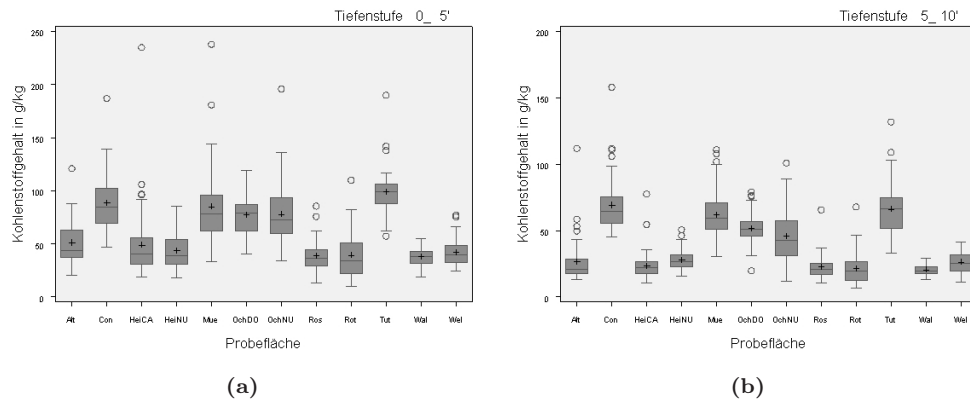 Tiefenstufe 0_ 5'
Kohlenstoffgehalt in g/kg
250
200
150
100
50
0
Alt Con HeiCA HeiNU Mue OchDO OchNU Ros Rot Tut Wal Wel
Probefläche
(a)
Tiefenstufe 5_ 10'
Kohlenstoffgehalt in g/kg
200
150
100
50
0
Alt Con HeiCA HeiNU Mue OchDO OchNU Ros Rot Tut Wal Wel
Probefläche
(b)